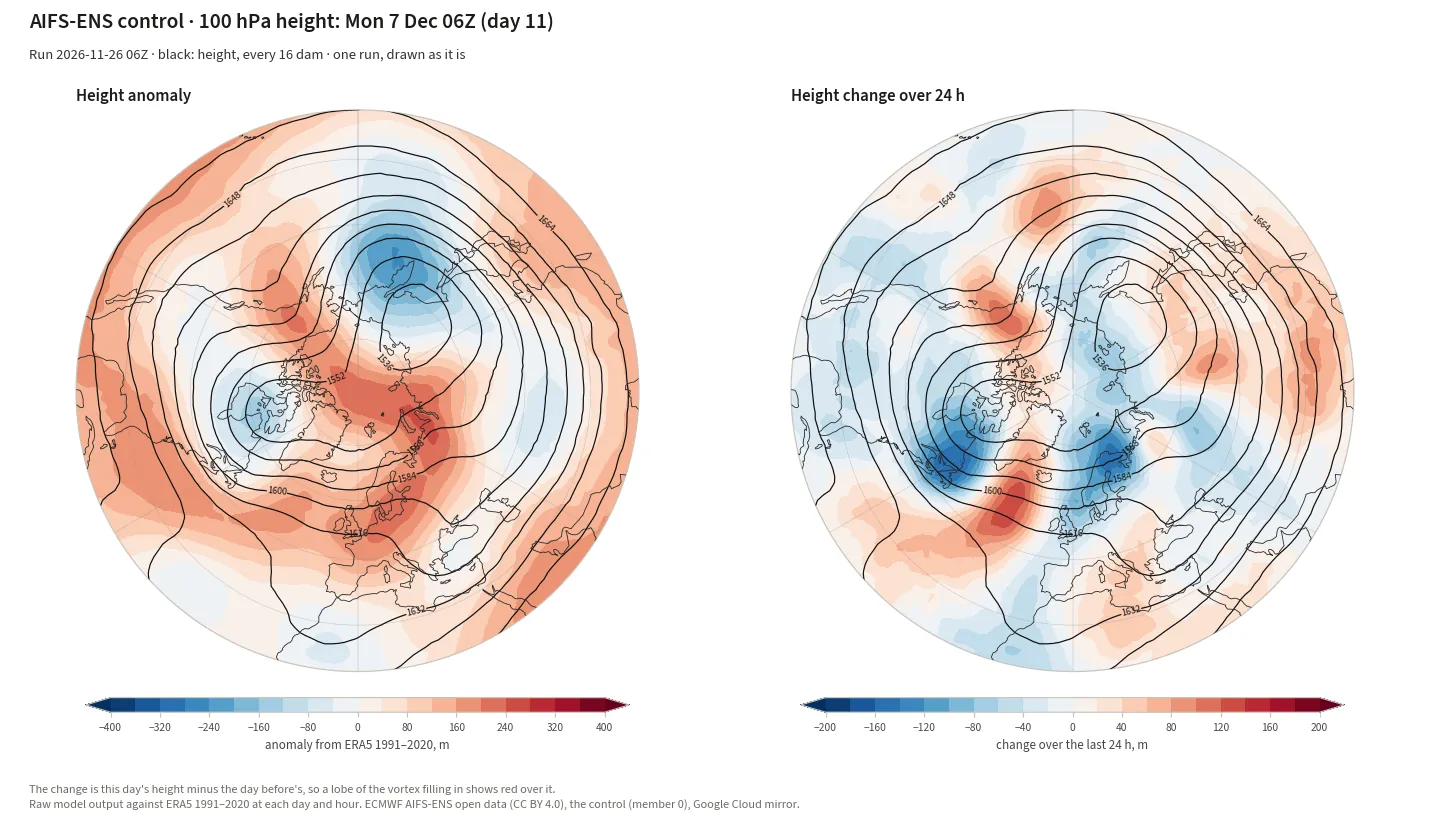 AIFS-ENS control · 100 hPa height: Mon 7 Dec 06Z (day 11)
Run 2026-11-26 06Z · black: height, every 16 dam · one run, drawn as it is
Height anomaly
Height change over 24 h
1648
1664
1536
1552
1568
1584
1600
1616
1632
1648
1664
1536
1552
1568
1584
1600
1616
1632
−400 −320 −240 −160 −80 0 80 160 240 320 400
anomaly from ERA5 1991–2020, m
−200 −160 −120 −80 −40 0 40 80 120 160 200
change over the last 24 h, m
The change is this day's height minus the day before's, so a lobe of the vortex filling in shows red over it.
Raw model output against ERA5 1991–2020 at each day and hour. ECMWF AIFS-ENS open data (CC BY 4.0), the control (member 0), Google Cloud mirror.